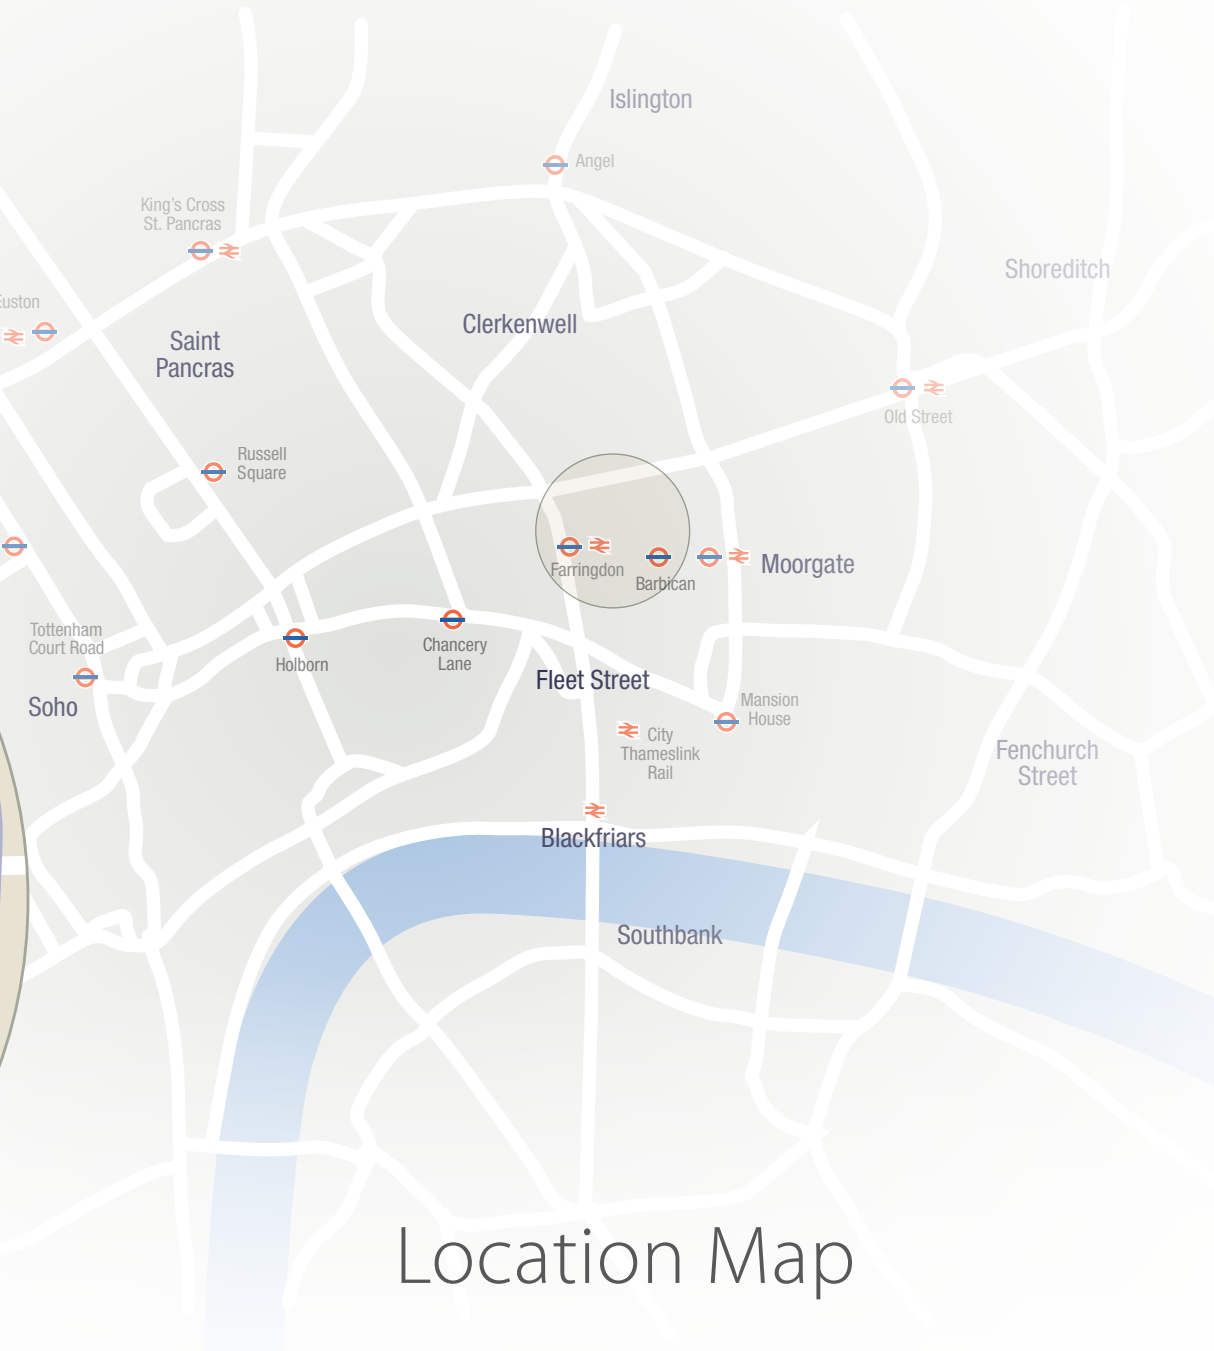 Islington
Angel
King's Cross
St. Pancras
Shoreditch
Euston
Clerkenwell
Saint
Pancras
Old Street
Russell
Square
Farringdon
Barbican
Moorgate
Tottenham
Court Road
Chancery
Lane
Holborn
Fleet Street
Soho
Mansion
House
City
Thameslink
Rail
Fenchurch
Street
Blackfriars
Southbank
Location Map